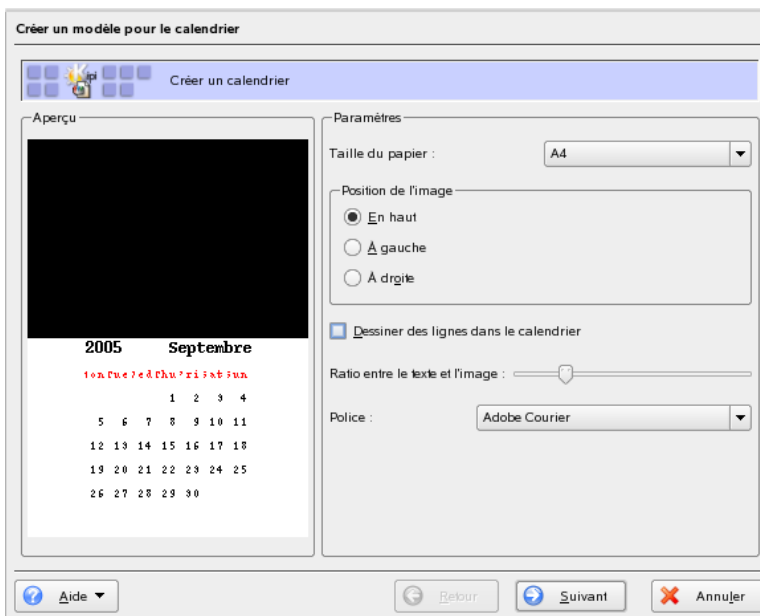 Créer un modèle pour le calendrier
Kipi
Créer un calendrier
Aperçu
2005 Septembre
1 2 3 4
5 6 7 8 9 10 11
12 13 14 15 16 17 18
19 20 21 22 23 24 25
26 27 28 29 30
Paramètres
Taille du papier : A4
Position de l'image
En haut
À gauche
À droite
Dessiner des lignes dans le calendrier
Ratio entre le texte et l'image :
Police : Adobe Courier
Aide
Retour
Suivant
Annuler